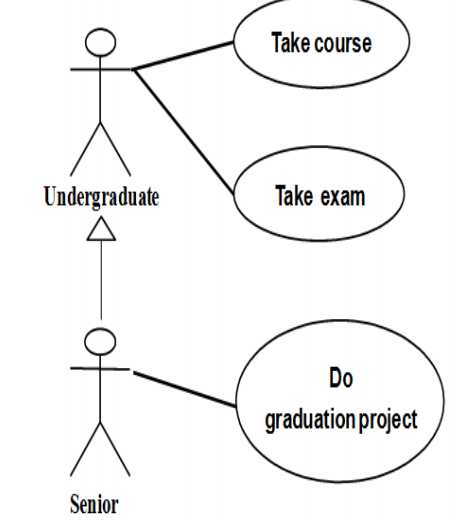 Take course
Undergraduate
Take exam
Do
graduation project
Senior